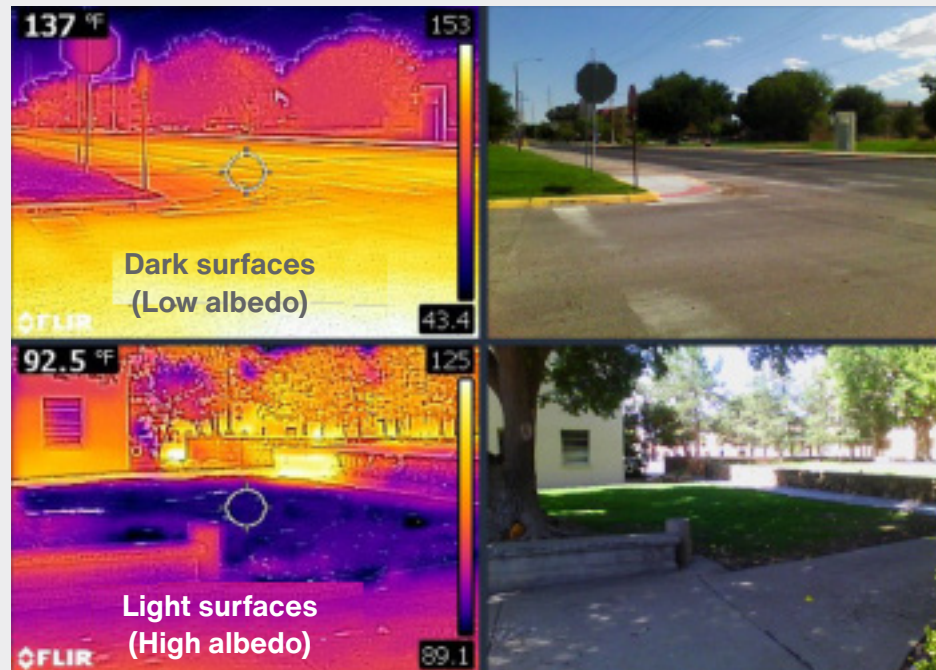 137 °F
153
Dark surfaces
(Low albedo)
FLIR
43.4
92.5 °F
125
Light surfaces
(High albedo)
FLIR
89.1